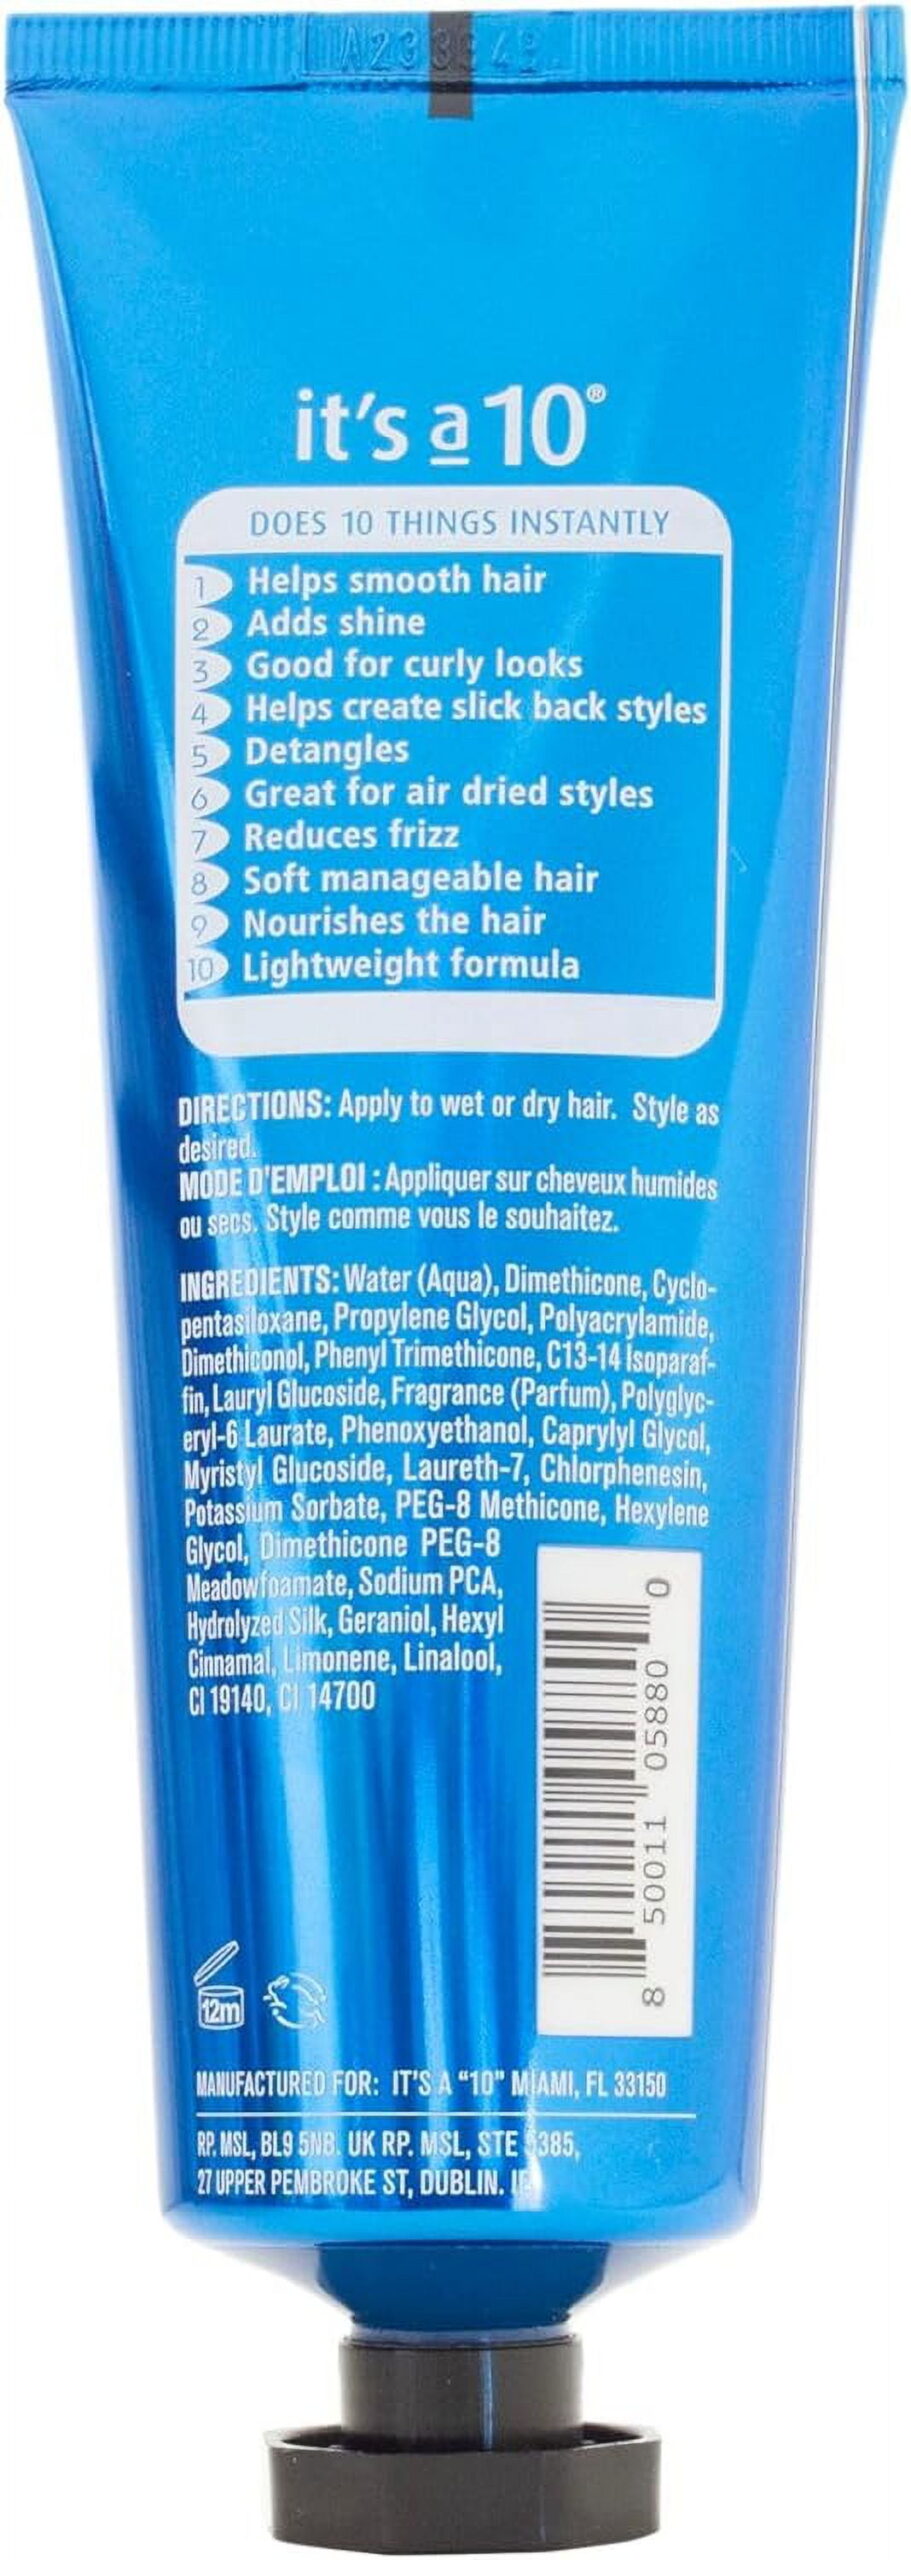 it's a 10®
DOES 10 THINGS INSTANTLY
1 Helps smooth hair
2 Adds shine
3 Good for curly looks
4 Helps create slick back styles
5 Detangles
6 Great for air dried styles
7 Reduces frizz
8 Soft manageable hair
9 Nourishes the hair
10 Lightweight formula
DIRECTIONS: Apply to wet or dry hair. Style as
desired.
MODE D'EMPLOI : Appliquer sur cheveux humides
ou secs. Style comme vous le souhaitez.
INGREDIENTS: Water (Aqua), Dimethicone, Cyclo-
pentasiloxane, Propylene Glycol, Polyacrylamide,
Dimethiconol, Phenyl Trimethicone, C13-14 Isoparaf-
fin, Lauryl Glucoside, Fragrance (Parfum), Polyglyc-
eryl-6 Laurate, Phenoxyethanol, Caprylyl Glycol,
Myristyl Glucoside, Laureth-7, Chlorphenesin,
Potassium Sorbate, PEG-8 Methicone, Hexylene
Glycol, Dimethicone PEG-8
Meadowfoamate, Sodium PCA,
Hydrolyzed Silk, Geraniol, Hexyl
Cinnamal, Limonene, Linalool,
CI 19140, CI 14700
8 50011 05880 0
12m
MANUFACTURED FOR: IT'S A "10" MIAMI, FL 33150
RP. MSL, BL9 5NB. UK RP. MSL, STE
27 UPPER PEMBROKE ST, DUBLIN.